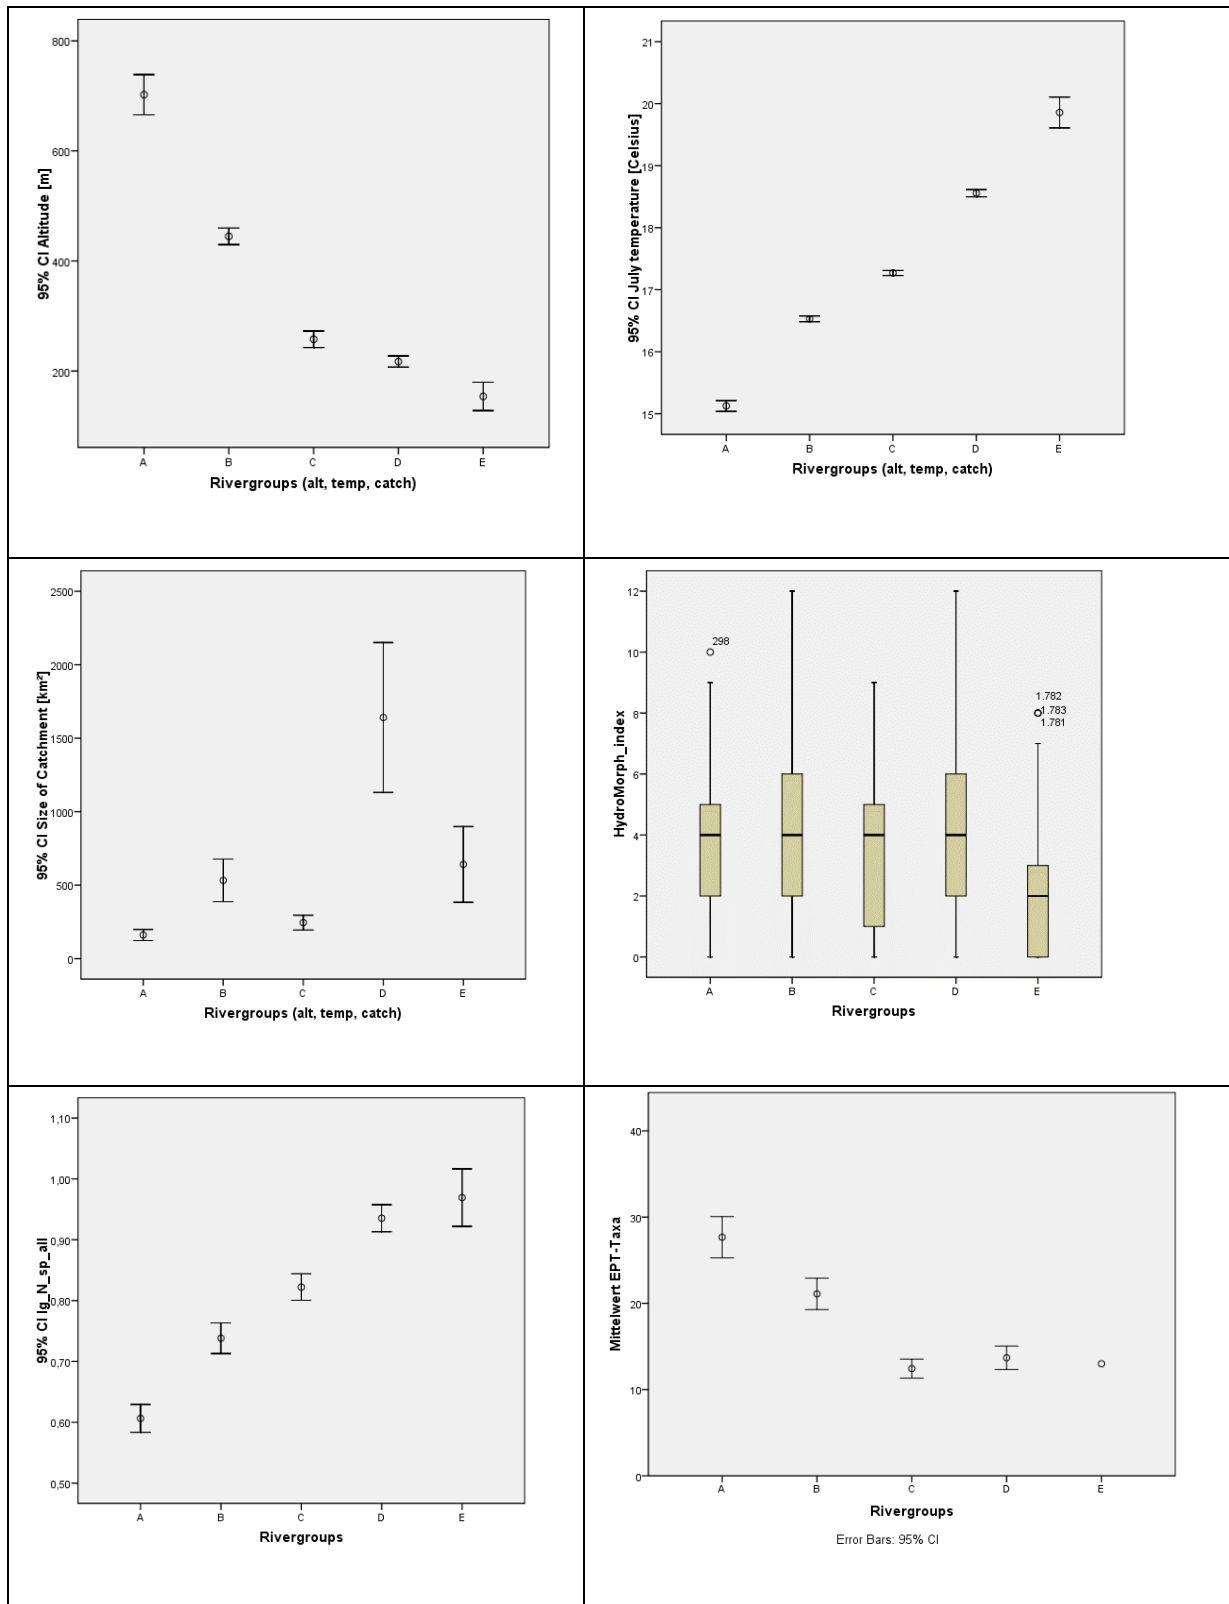 95% CI Altitude [m]
800
600
400
200
A B C D E
Rivergroups (alt, temp, catch)
95% CI July temperature [Celsius]
21
20
19
18
17
16
15
A B C D E
Rivergroups (alt, temp, catch)
95% CI Size of Catchment [km²]
2500
2000
1500
1000
500
0
A B C D E
Rivergroups (alt, temp, catch)
HydroMorph_index
12
10
8
6
4
2
0
298
1.782
1.783
1.781
A B C D E
Rivergroups
95% CI lg_N_sp_all
1,10
1,00
0,90
0,80
0,70
0,60
0,50
A B C D E
Rivergroups
Mittelwert EPT-Taxa
40
30
20
10
0
A B C D E
Rivergroups
Error Bars: 95% CI